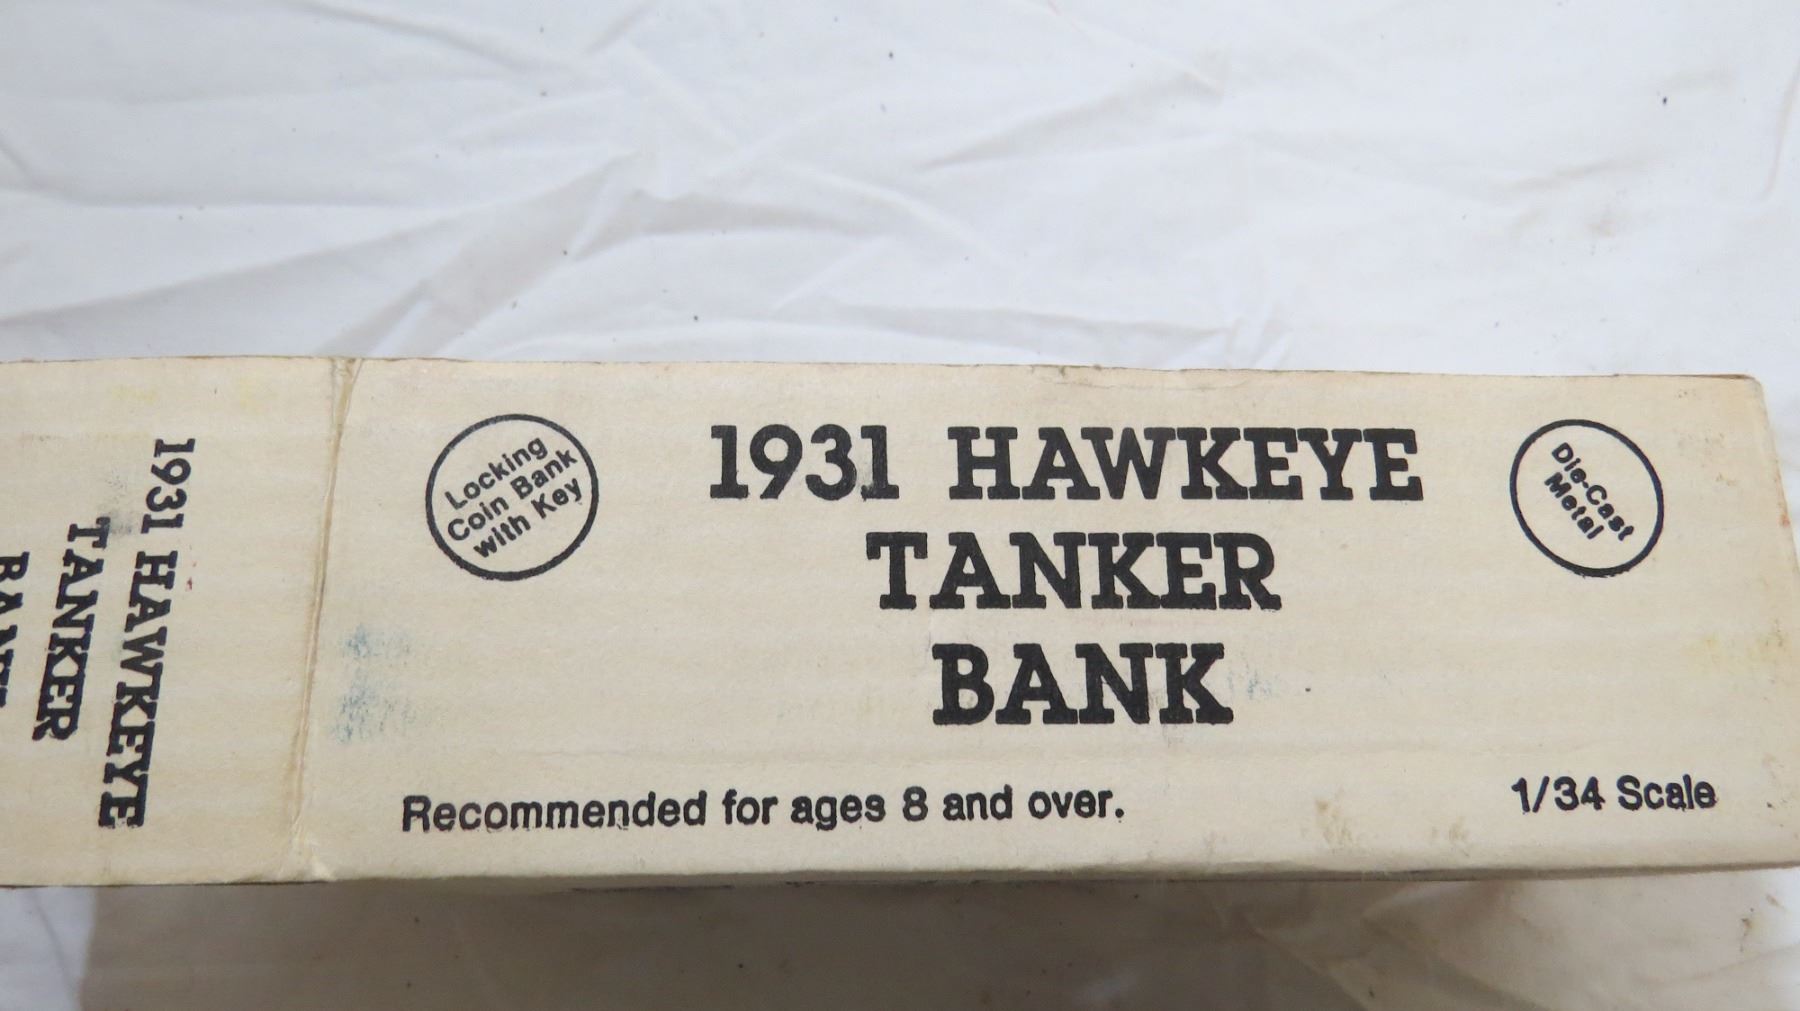 1931 HAWKEYE
TANKER
Locking
Coin Bank
with Key
1931 HAWKEYE
TANKER
BANK
Die-Cast
Metal
Recommended for ages 8 and over.
1/34 Scale